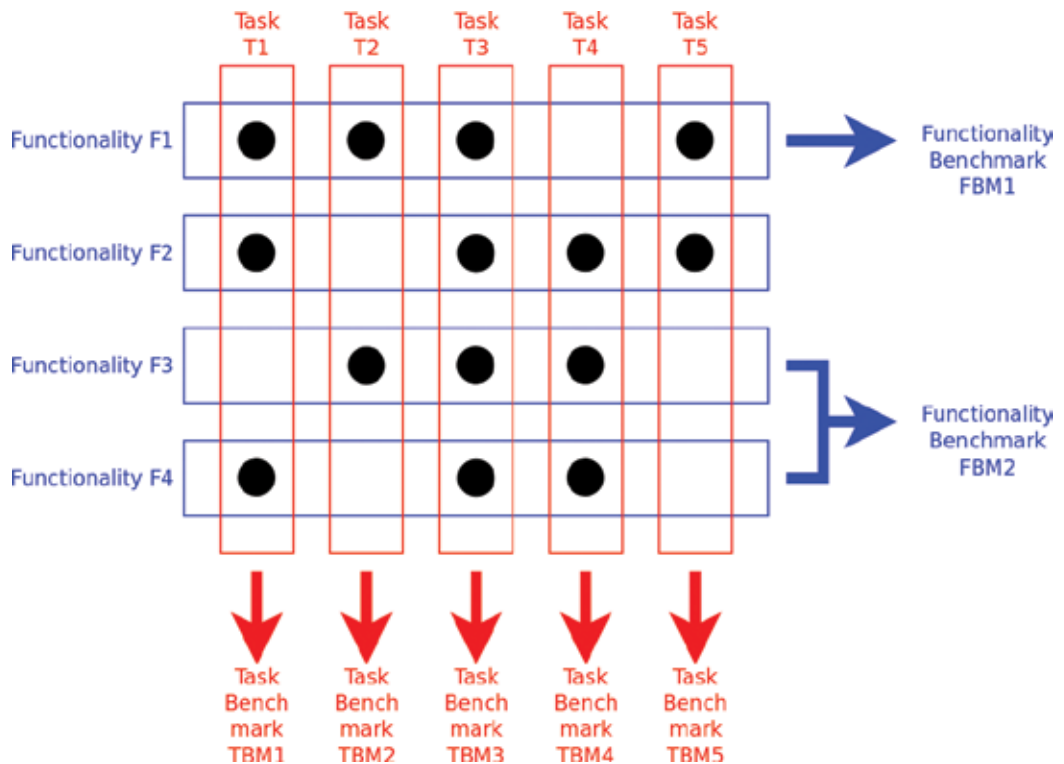 Task
T1
Task
T2
Task
T3
Task
T4
Task
T5
Functionality F1
Functionality
Benchmark
FBM1
Functionality F2
Functionality F3
Functionality
Benchmark
FBM2
Functionality F4
Task
Bench
mark
TBM1
Task
Bench
mark
TBM2
Task
Bench
mark
TBM3
Task
Bench
mark
TBM4
Task
Bench
mark
TBM5